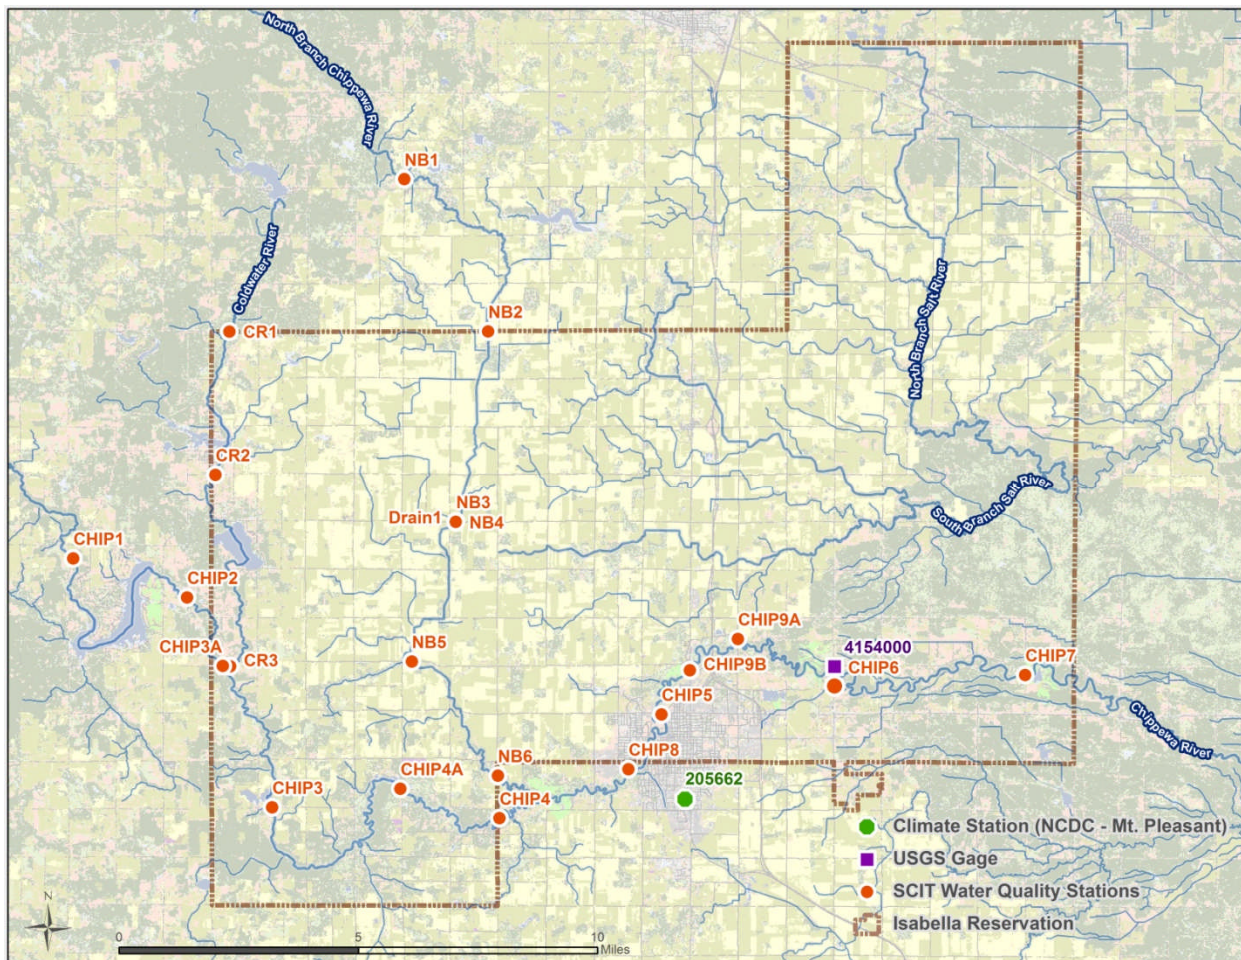 North Branch Chippewa River
NB1
Coldwater River
CR1
NB2
North Branch Salt River
CR2
South Branch Salt River
NB3
Drain1
NB4
CHIP1
CHIP2
CHIP9A
CHIP3A
CR3
NB5
4154000
CHIP9B
CHIP6
CHIP7
CHIP5
Chippewa River
NB6
CHIP8
CHIP4A
205662
CHIP3
CHIP4
Climate Station (NCDC - Mt. Pleasant)
USGS Gage
SCIT Water Quality Stations
Isabella Reservation
N
0 5 10
Miles